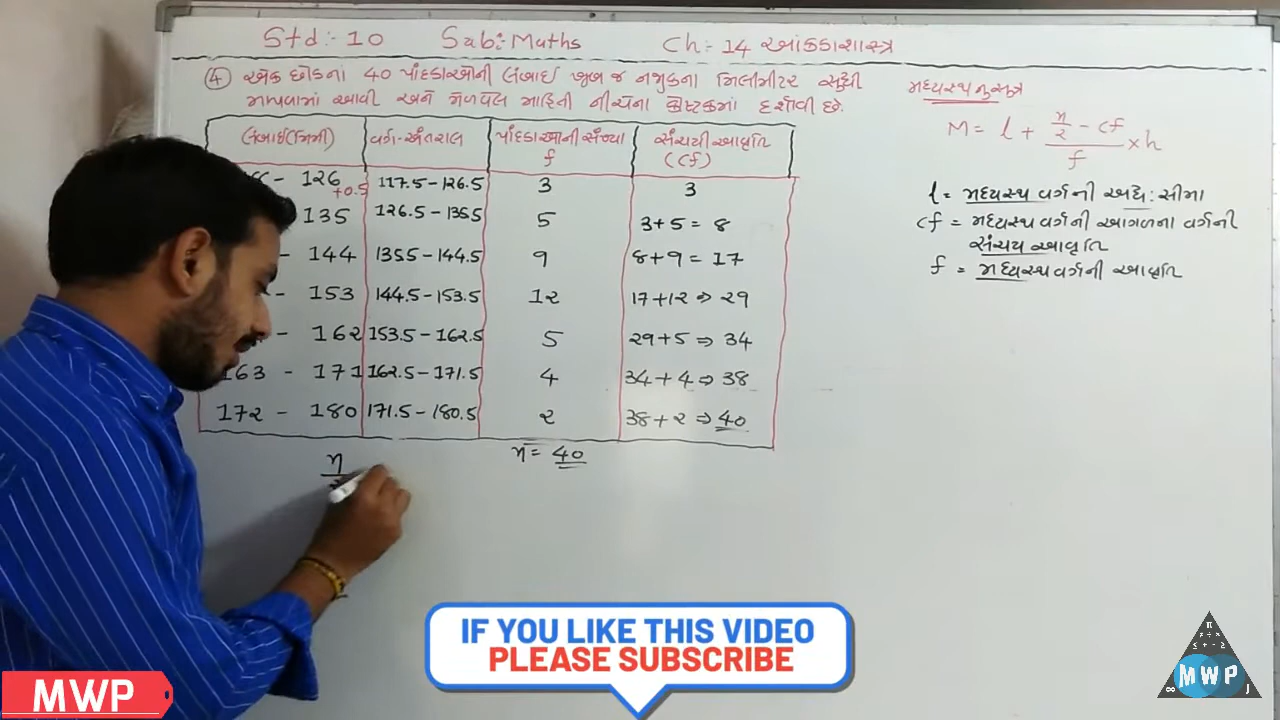 Std:- 10 Sub:- Maths Ch:- 14 આંકડાશાસ્ત્ર
④ એક છોડનાં 40 પાંદડાઓની લંબાઈ ખૂબ જ નજીકના મિલીમીટર સુધી
માપવામાં આવી અને મળેલ માહિતી નીચેના કોષ્ટકમાં દર્શાવી છે.
લંબાઈ(મિમી) વર્ગ-અંતરાલ પાંદડાઓની સંખ્યા f સંચયી આવૃત્તિ (cf)
- 126 +0.5 117.5 - 126.5 3 3
135 126.5 - 135.5 5 3+5 = 8
- 144 135.5 - 144.5 9 8+9 = 17
- 153 144.5 - 153.5 12 17+12 ⇒ 29
- 162 153.5 - 162.5 5 29+5 ⇒ 34
163 - 171 162.5 - 171.5 4 34+4 ⇒ 38
172 - 180 171.5 - 180.5 2 38+2 ⇒ 40
n = 40
n
મધ્યસ્થનું સૂત્ર
M = l + (n/2 - cf)/f × h
l = મધ્યસ્થ વર્ગની અધ: સીમા
cf = મધ્યસ્થ વર્ગની આગળના વર્ગની
સંચયી આવૃત્તિ
f = મધ્યસ્થ વર્ગની આવૃત્તિ
IF YOU LIKE THIS VIDEO
PLEASE SUBSCRIBE
MWP
MWP